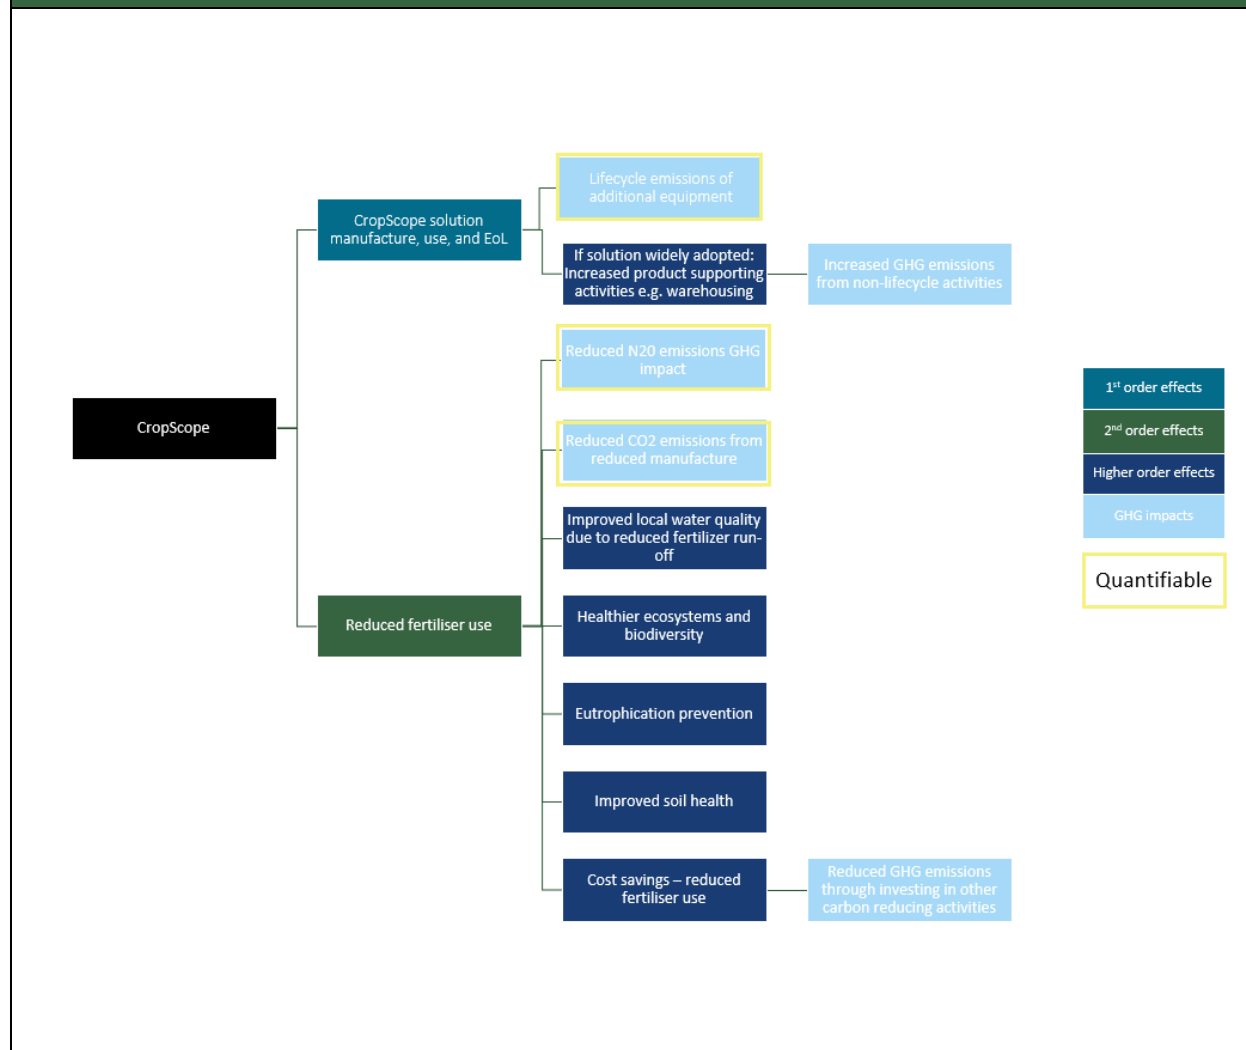 Lifecycle emissions of
additional equipment
CropScope solution
manufacture, use, and EoL
If solution widely adopted:
Increased product supporting
activities e.g. warehousing
Increased GHG emissions
from non-lifecycle activities
Reduced N20 emissions GHG
impact
CropScope
Reduced CO2 emissions from
reduced manufacture
Improved local water quality
due to reduced fertilizer run-
off
Reduced fertiliser use
Healthier ecosystems and
biodiversity
Eutrophication prevention
Improved soil health
Cost savings – reduced
fertiliser use
Reduced GHG emissions
through investing in other
carbon reducing activities
1st order effects
2nd order effects
Higher order effects
GHG impacts
Quantifiable